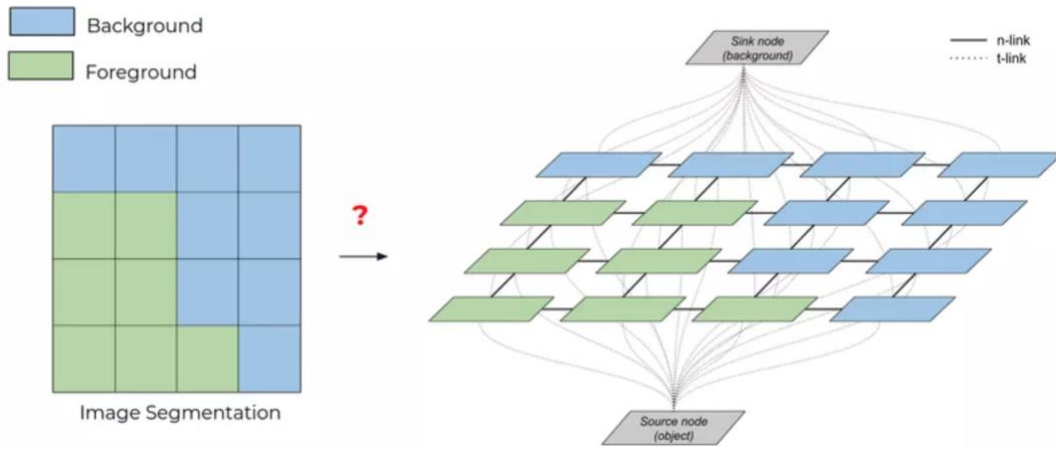 Background
Foreground
Sink node
(background)
n-link
t-link
?
Image Segmentation
Source node
(object)